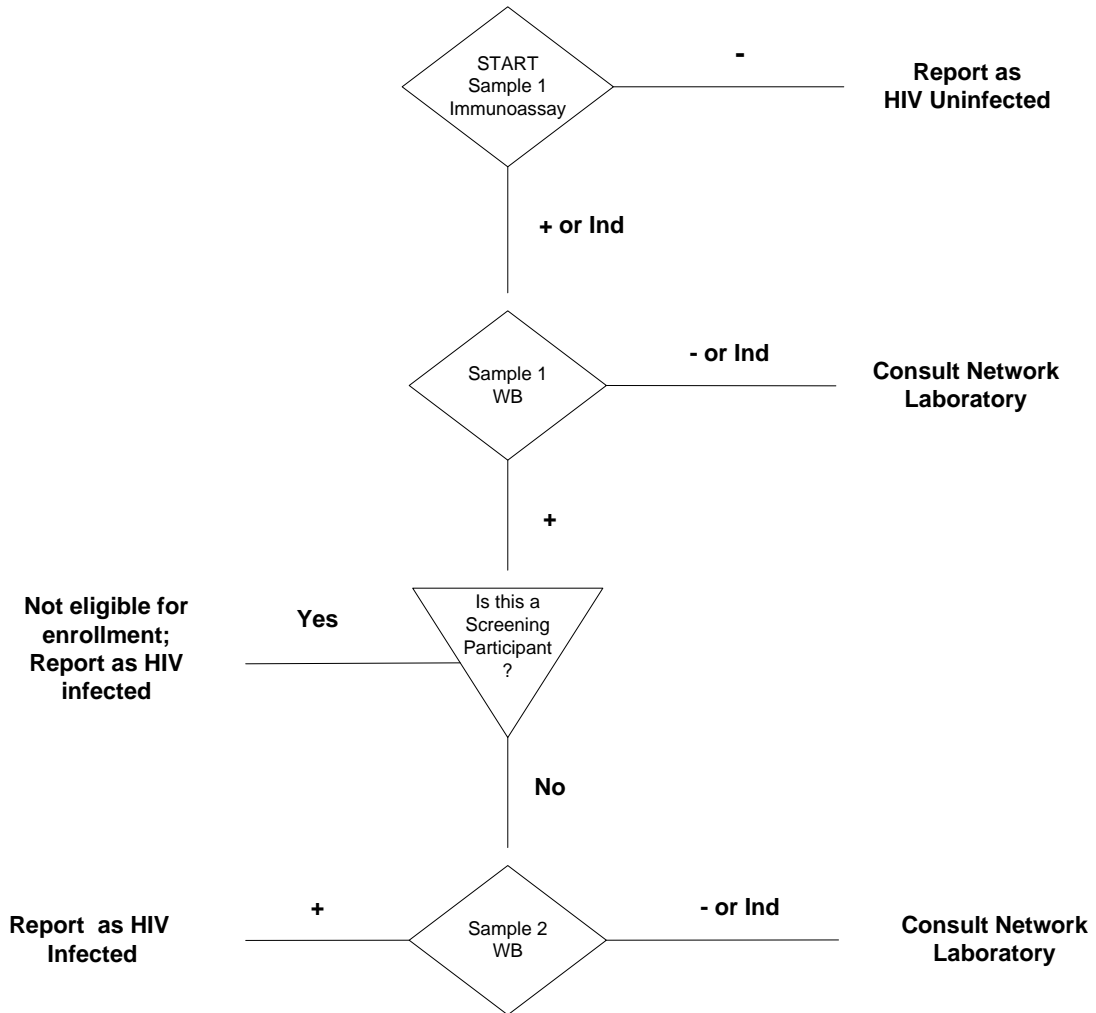 START
Sample 1
Immunoassay
-
Report as
HIV Uninfected
+ or Ind
Sample 1
WB
- or Ind
Consult Network
Laboratory
+
Not eligible for
enrollment;
Report as HIV
infected
Yes
Is this a
Screening
Participant
?
No
Report as HIV
Infected
+
Sample 2
WB
- or Ind
Consult Network
Laboratory